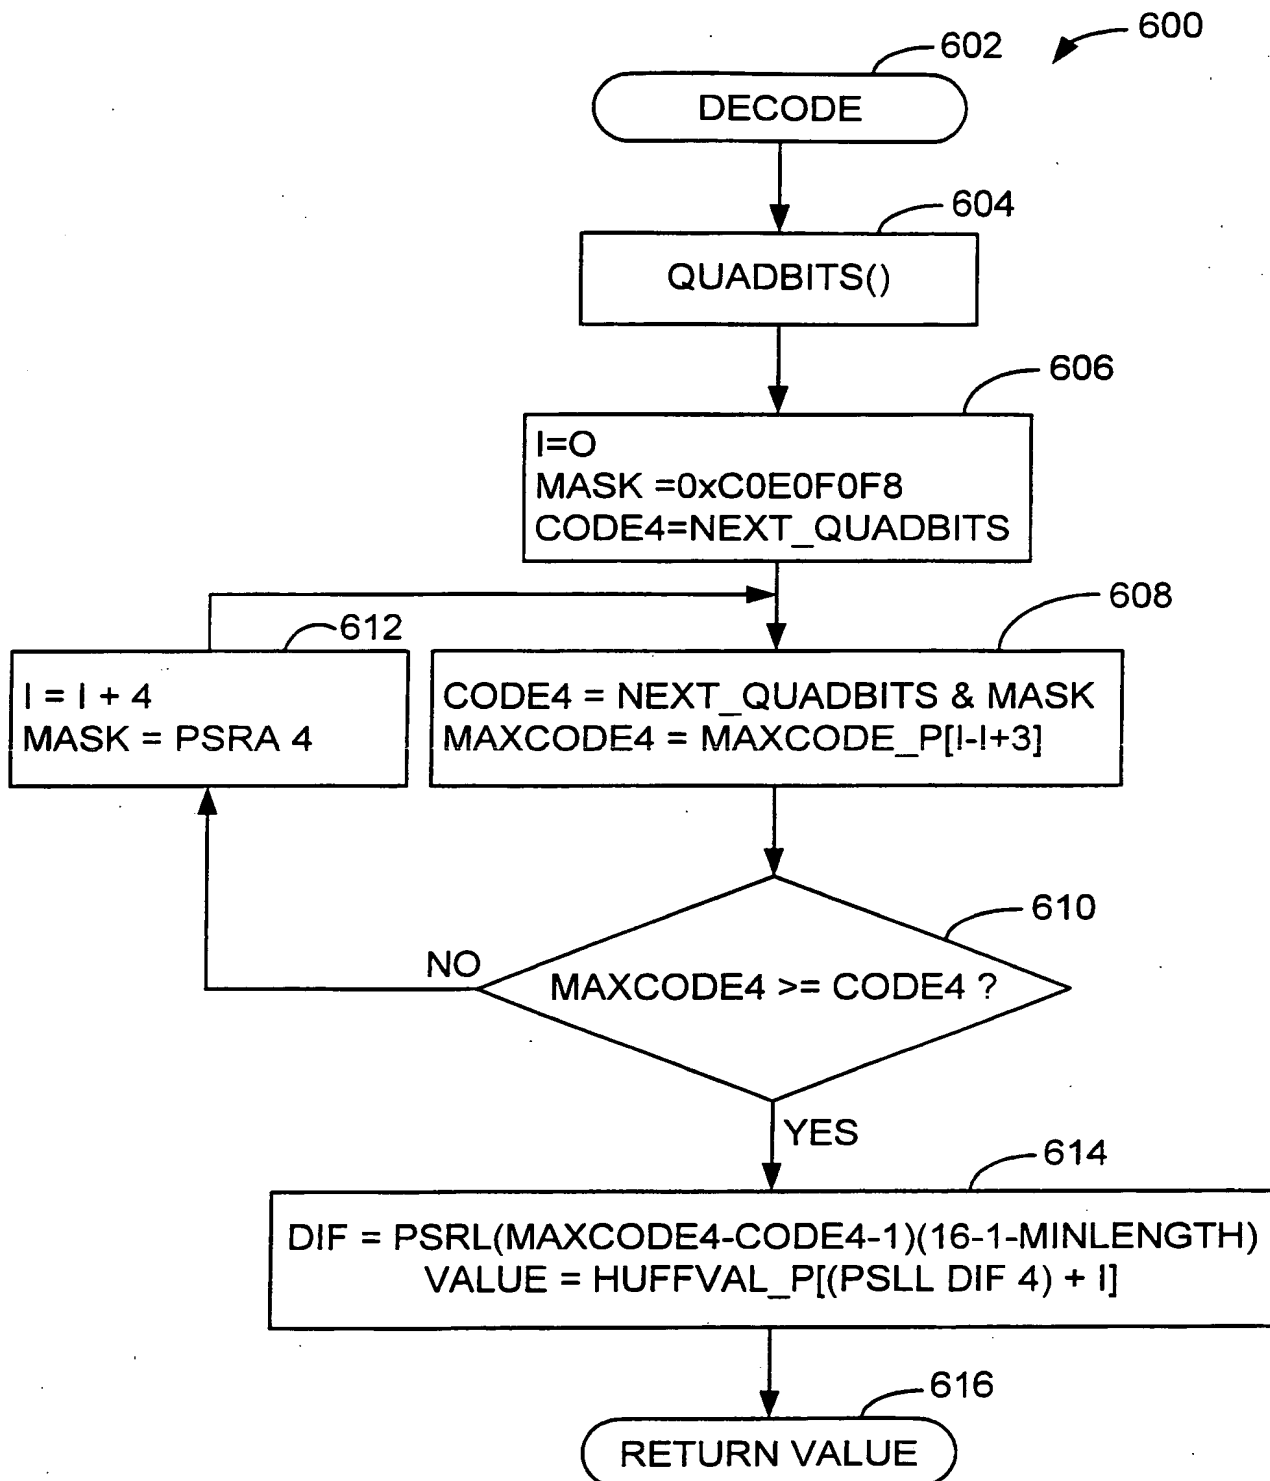 600
602
DECODE
604
QUADBITS()
606
I=O
MASK =0xC0E0F0F8
CODE4=NEXT_QUADBITS
608
612
I = I + 4
MASK = PSRA 4
CODE4 = NEXT_QUADBITS & MASK
MAXCODE4 = MAXCODE_P[I-I+3]
610
NO
MAXCODE4 >= CODE4 ?
YES
614
DIF = PSRL(MAXCODE4-CODE4-1)(16-1-MINLENGTH)
VALUE = HUFFVAL_P[(PSLL DIF 4) + I]
616
RETURN VALUE